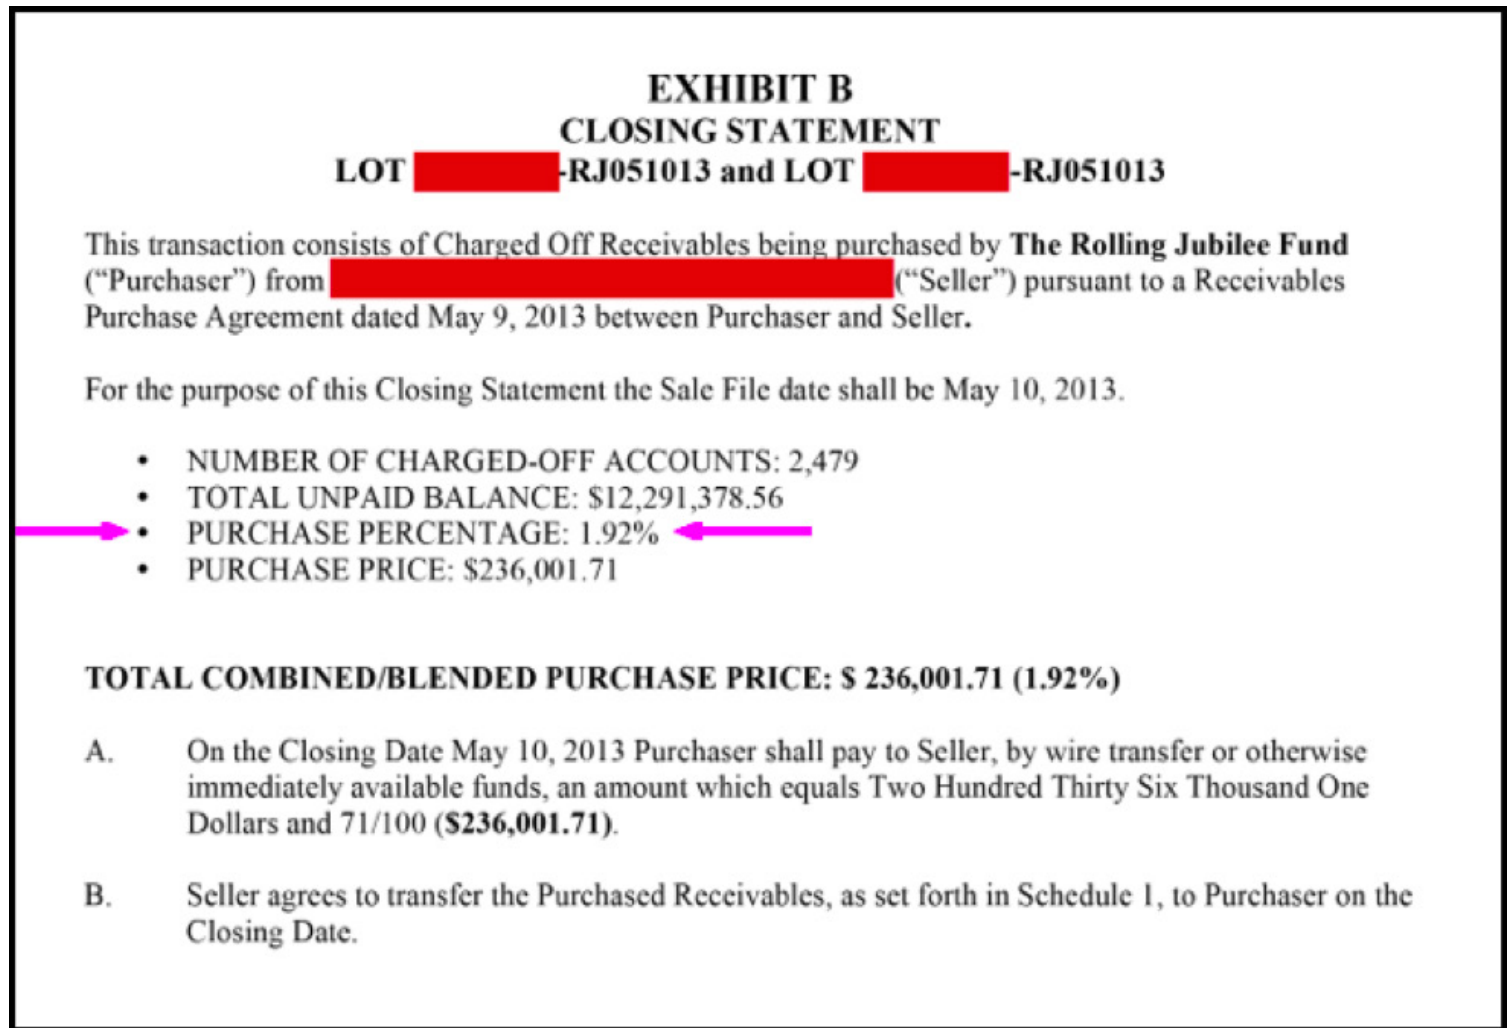 EXHIBIT B
CLOSING STATEMENT
LOT -RJ051013 and LOT -RJ051013
This transaction consists of Charged Off Receivables being purchased by The Rolling Jubilee Fund
(“Purchaser”) from (“Seller”) pursuant to a Receivables
Purchase Agreement dated May 9, 2013 between Purchaser and Seller.
For the purpose of this Closing Statement the Sale File date shall be May 10, 2013.
• NUMBER OF CHARGED-OFF ACCOUNTS: 2,479
• TOTAL UNPAID BALANCE: $12,291,378.56
• PURCHASE PERCENTAGE: 1.92%
• PURCHASE PRICE: $236,001.71
TOTAL COMBINED/BLENDED PURCHASE PRICE: $ 236,001.71 (1.92%)
A. On the Closing Date May 10, 2013 Purchaser shall pay to Seller, by wire transfer or otherwise
immediately available funds, an amount which equals Two Hundred Thirty Six Thousand One
Dollars and 71/100 ($236,001.71).
B. Seller agrees to transfer the Purchased Receivables, as set forth in Schedule 1, to Purchaser on the
Closing Date.